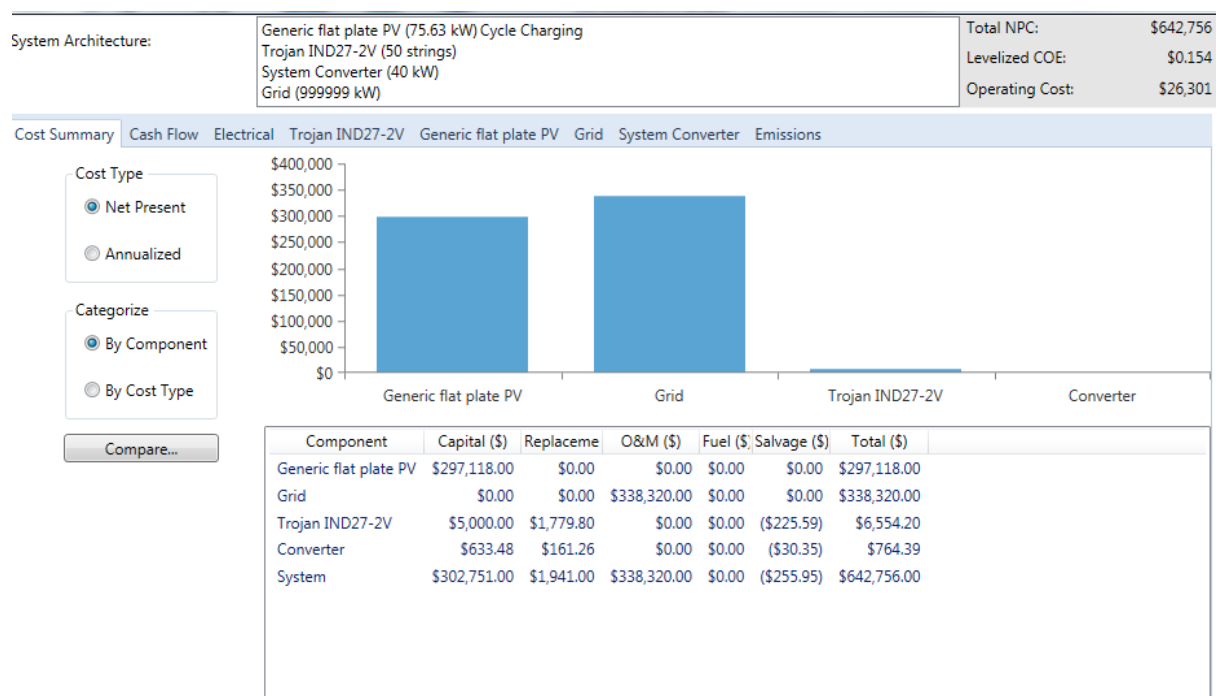 System Architecture:
Generic flat plate PV (75.63 kW) Cycle Charging
Trojan IND27-2V (50 strings)
System Converter (40 kW)
Grid (999999 kW)
Total NPC: $642,756
Levelized COE: $0.154
Operating Cost: $26,301
Cost Summary Cash Flow Electrical Trojan IND27-2V Generic flat plate PV Grid System Converter Emissions
Cost Type
Net Present
Annualized
Categorize
By Component
By Cost Type
Compare...
$400,000
$350,000
$300,000
$250,000
$200,000
$150,000
$100,000
$50,000
$0
Generic flat plate PV Grid Trojan IND27-2V Converter
Component Capital ($) Replaceme O&M ($) Fuel ($) Salvage ($) Total ($)
Generic flat plate PV $297,118.00 $0.00 $0.00 $0.00 $0.00 $297,118.00
Grid $0.00 $0.00 $338,320.00 $0.00 $0.00 $338,320.00
Trojan IND27-2V $5,000.00 $1,779.80 $0.00 $0.00 ($225.59) $6,554.20
Converter $633.48 $161.26 $0.00 $0.00 ($30.35) $764.39
System $302,751.00 $1,941.00 $338,320.00 $0.00 ($255.95) $642,756.00